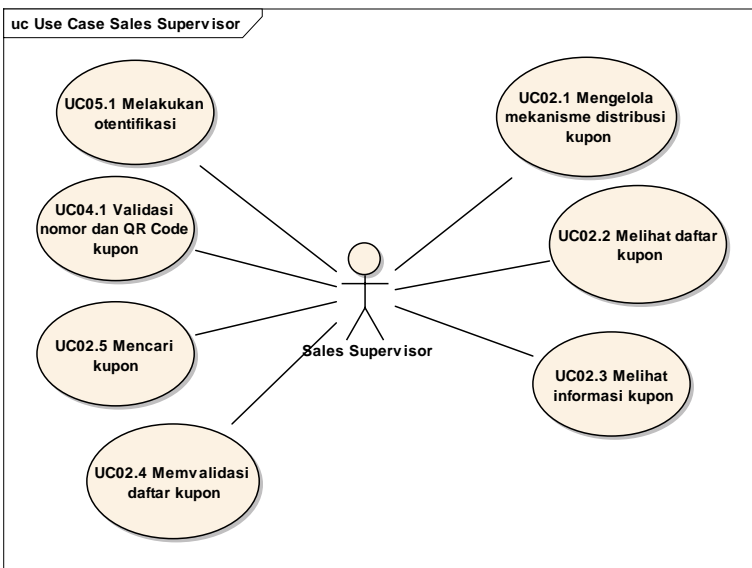 uc Use Case Sales Supervisor
UC05.1 Melakukan
otentifikasi
UC02.1 Mengelola
mekanisme distribusi
kupon
UC04.1 Validasi
nomor dan QR Code
kupon
UC02.2 Melihat daftar
kupon
UC02.5 Mencari
kupon
Sales Supervisor
UC02.3 Melihat
informasi kupon
UC02.4 Memvalidasi
daftar kupon